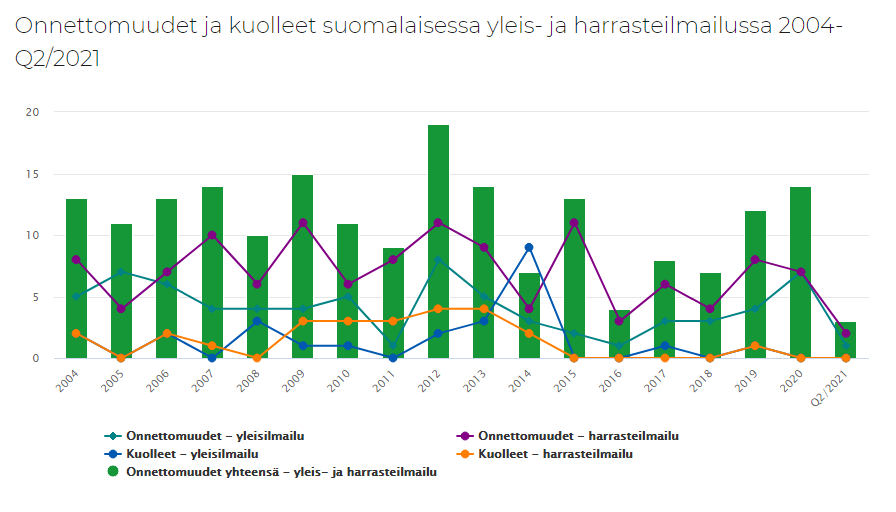 Onnettomuudet ja kuolleet suomalaisessa yleis- ja harrasteilmailussa 2004-
Q2/2021
20
15
10
5
0
2004
2005
2006
2007
2008
2009
2010
2011
2012
2013
2014
2015
2016
2017
2018
2019
2020
Q2/2021
Onnettomuudet - yleisilmailu
Onnettomuudet - harrasteilmailu
Kuolleet - yleisilmailu
Kuolleet - harrasteilmailu
Onnettomuudet yhteensä - yleis- ja harrasteilmailu